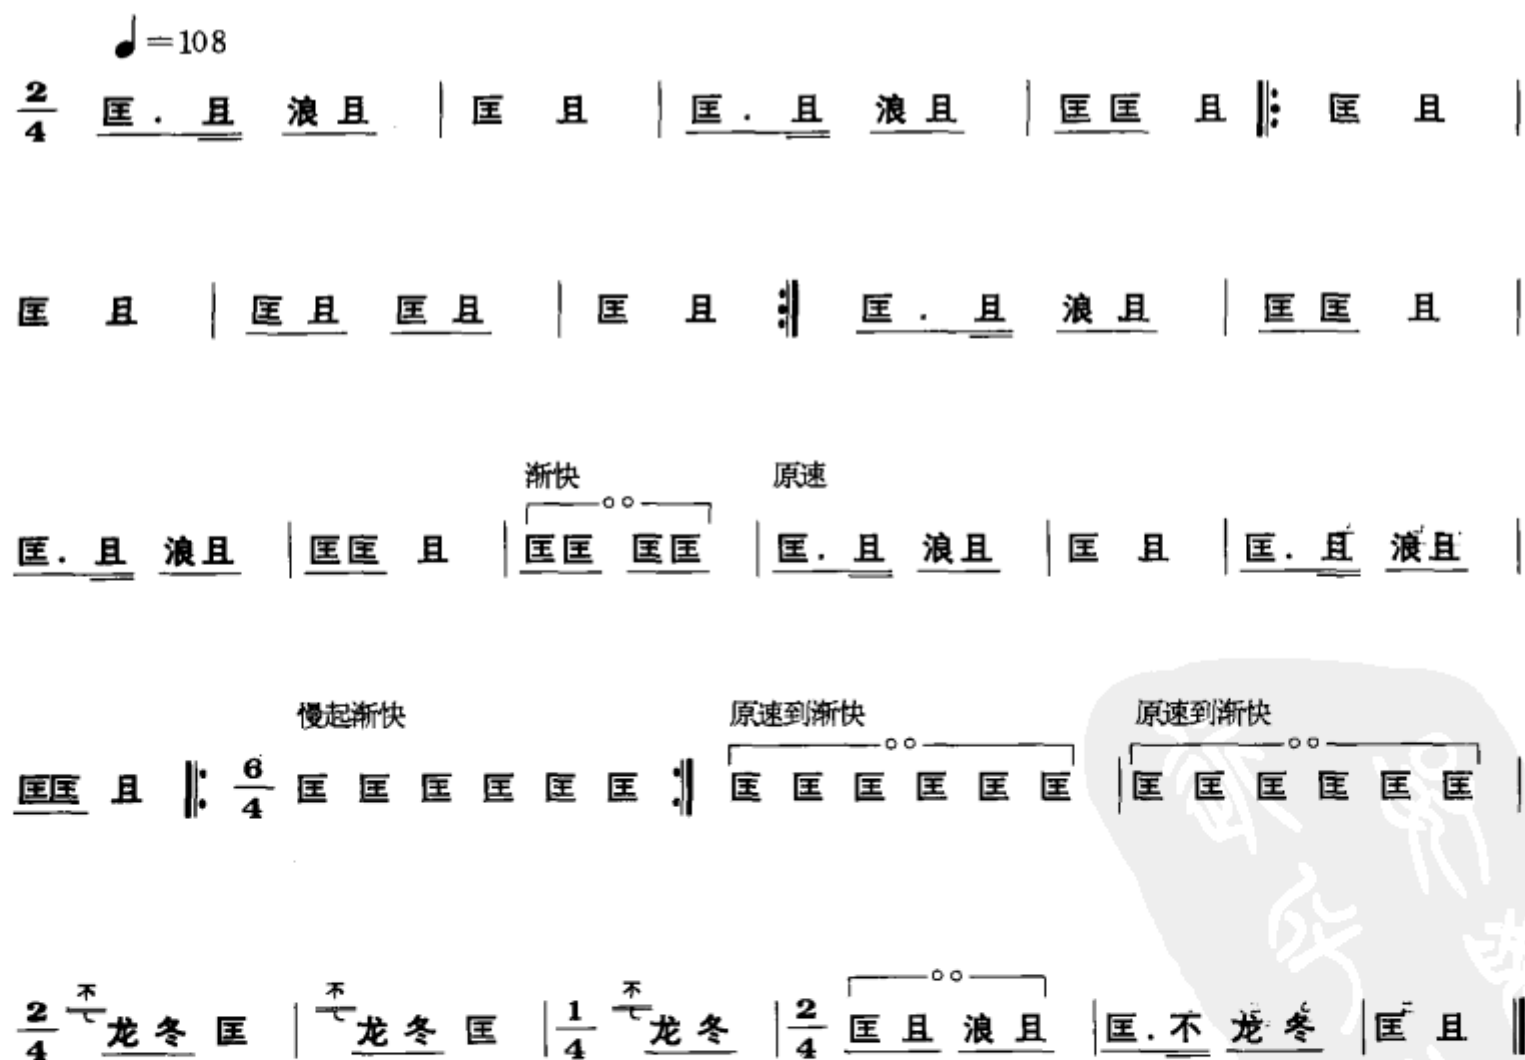 ♩=108
2/4 匡．且 浪且 | 匡 且 | 匡．且 浪且 | 匡匡 且 ‖: 匡 且 |
匡 且 | 匡且 匡且 | 匡 且 :‖ 匡．且 浪且 | 匡匡 且 |
渐快 原速
匡．且 浪且 | 匡匡 且 | 匡匡 匡匡 | 匡．且 浪且 | 匡 且 | 匡．且 浪且 |
慢起渐快 原速到渐快 原速到渐快
匡匡 且 ‖: 6/4 匡 匡 匡 匡 匡 匡 :‖ 匡 匡 匡 匡 匡 匡 | 匡 匡 匡 匡 匡 匡 |
不 不 不
2/4 龙冬 匡 | 龙冬 匡 | 1/4 龙冬 | 2/4 匡且 浪且 | 匡．不 龙冬 | 匡 且 ‖